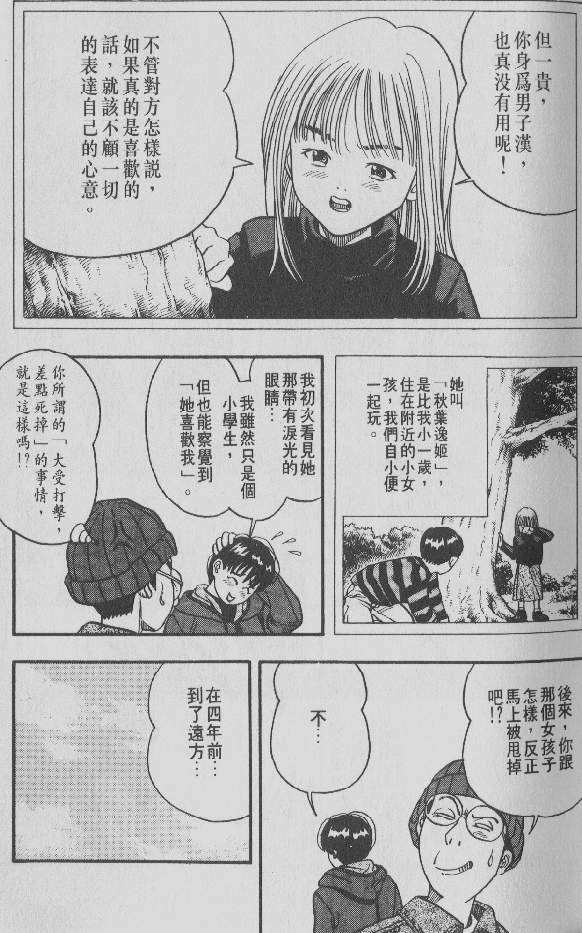 但一貴，
你身爲男子漢，
也真没有用呢！
不管對方怎樣說，
如果真的是喜歡的
話，就該不顧一切
的表達自己的心意。
她叫
「秋葉逸姬」，
是比我小一歲，
住在附近的小女
孩，我們自小便
一起玩。
我初次看見她
那帶有淚光的
眼睛…
我雖然只是個
小學生，
但也能察覺到
「她喜歡我」。
你所謂的「大受打擊，
差點死掉」的事情，
就是這樣嗎!?
後來，你跟
那個女孩子
怎樣，反正
馬上被甩掉
吧!?
不…
在四年前…
到了遠方…